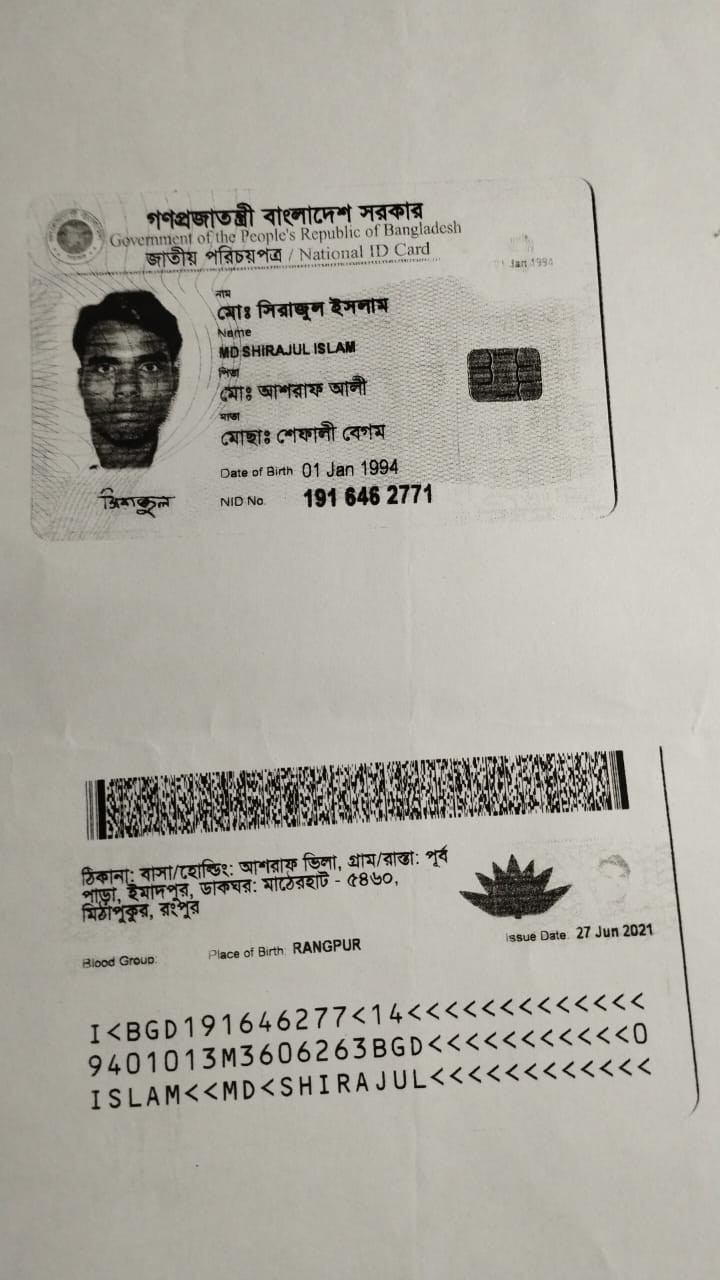 গণপ্রজাতন্ত্রী বাংলাদেশ সরকার
Government of the People's Republic of Bangladesh
জাতীয় পরিচয়পত্র / National ID Card
Jan 1994
নাম
মোঃ সিরাজুল ইসলাম
Name
MD SHIRAJUL ISLAM
পিতা
মোঃ আশরাফ আলী
মাতা
মোছাঃ শেফালী বেগম
Date of Birth 01 Jan 1994
NID No. 191 646 2771
ঠিকানা: বাসা/হোল্ডিং: আশরাফ ভিলা, গ্রাম/রাস্তা: পূর্ব
পাড়া, ইমাদপুর, ডাকঘর: মাঠেরহাট - ৫৪৬০,
মিঠাপুকুর, রংপুর
Blood Group: Place of Birth: RANGPUR
Issue Date: 27 Jun 2021
I<BGD191646277<14<<<<<<<<<<<<<
9401013M3606263BGD<<<<<<<<<<<0
ISLAM<<MD<SHIRAJUL<<<<<<<<<<<<